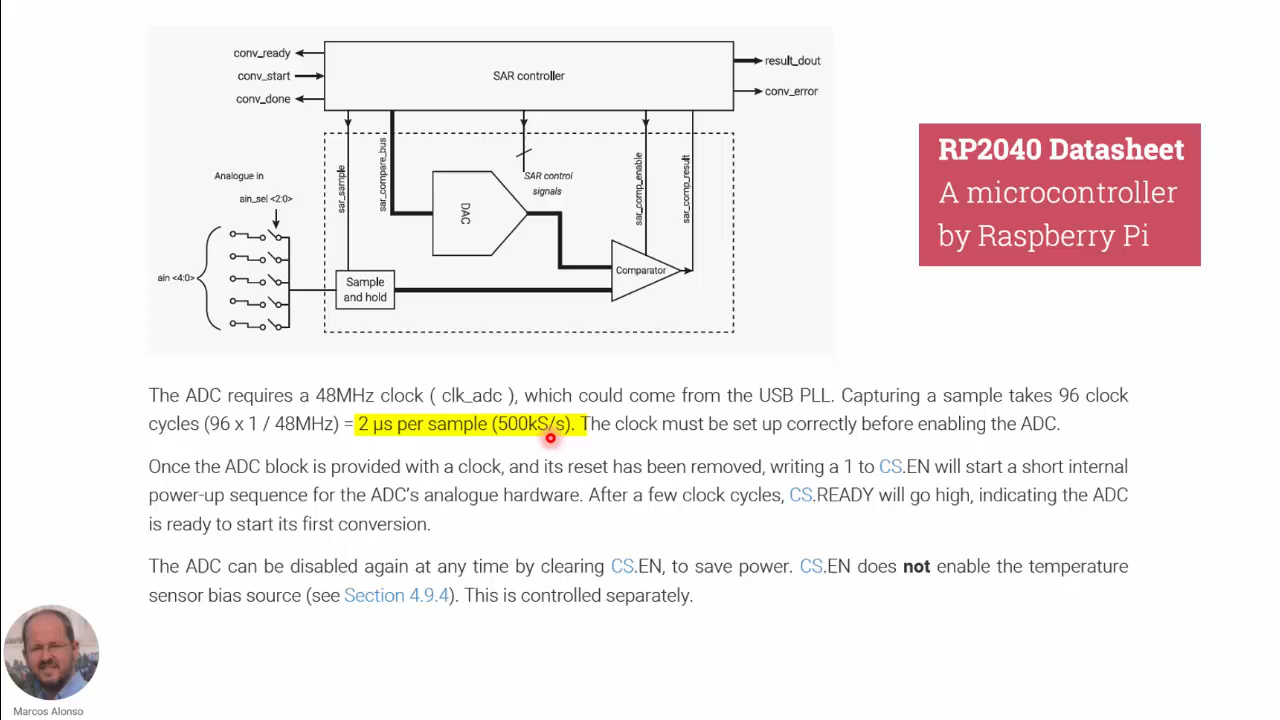 conv_ready
conv_start
conv_done
SAR controller
result_dout
conv_error
sar_sample
sar_compare_bus
SAR control
signals
sar_comp_enable
sar_comp_result
Analogue in
ain_sel <2:0>
DAC
ain <4:0>
Sample
and hold
Comparator
RP2040 Datasheet
A microcontroller
by Raspberry Pi
The ADC requires a 48MHz clock ( clk_adc ), which could come from the USB PLL. Capturing a sample takes 96 clock
cycles (96 x 1 / 48MHz) = 2 μs per sample (500kS/s). The clock must be set up correctly before enabling the ADC.
Once the ADC block is provided with a clock, and its reset has been removed, writing a 1 to CS.EN will start a short internal
power-up sequence for the ADC's analogue hardware. After a few clock cycles, CS.READY will go high, indicating the ADC
is ready to start its first conversion.
The ADC can be disabled again at any time by clearing CS.EN, to save power. CS.EN does not enable the temperature
sensor bias source (see Section 4.9.4). This is controlled separately.
Marcos Alonso